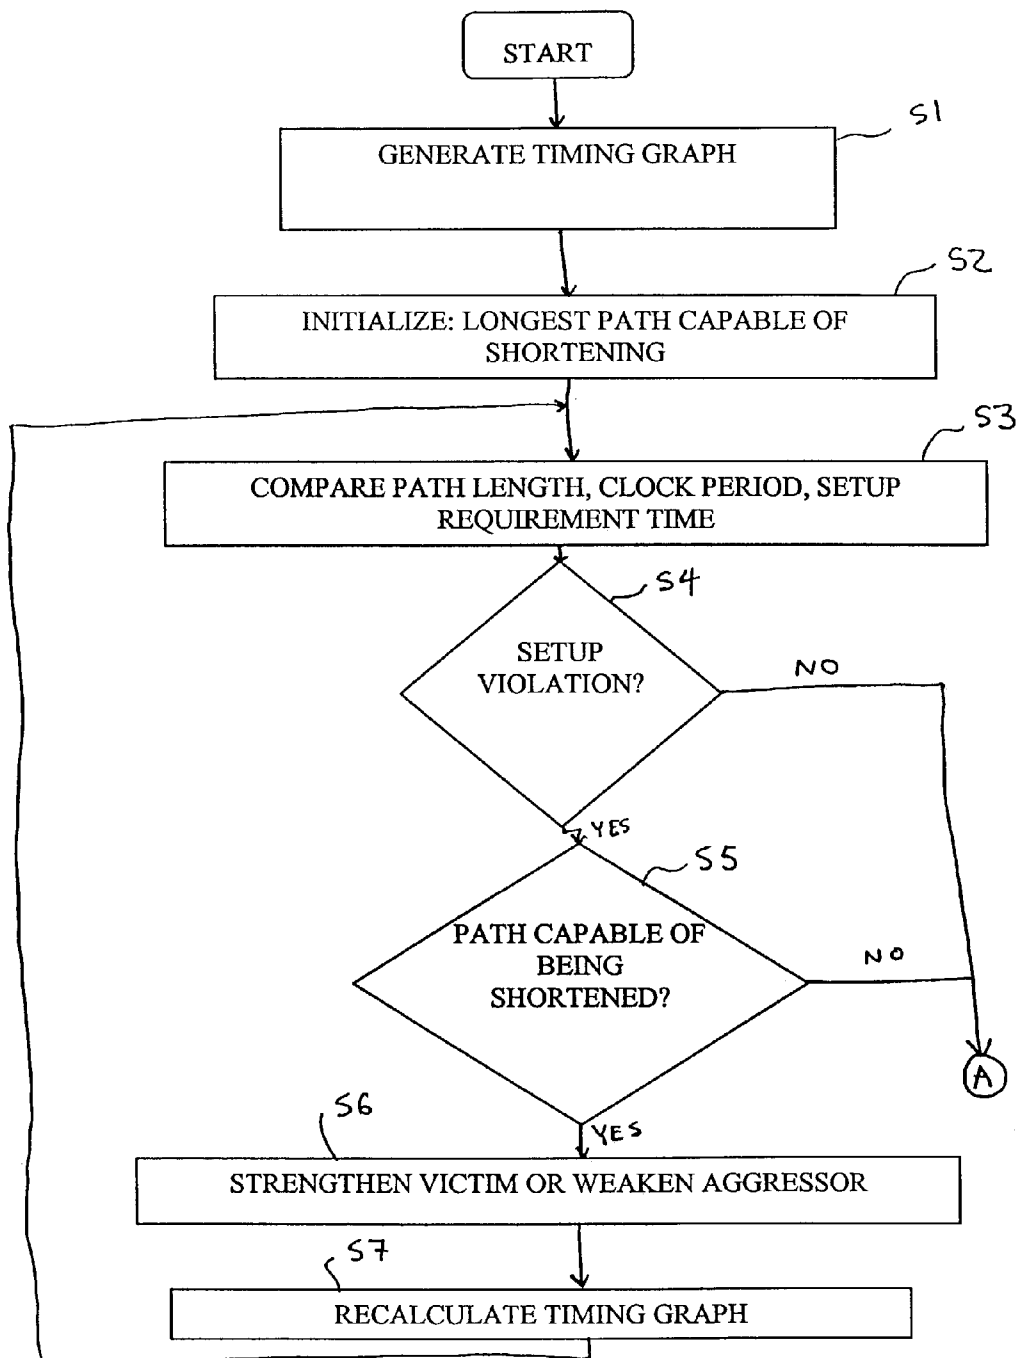 START
S1
GENERATE TIMING GRAPH
S2
INITIALIZE: LONGEST PATH CAPABLE OF
SHORTENING
S3
COMPARE PATH LENGTH, CLOCK PERIOD, SETUP
REQUIREMENT TIME
S4
SETUP
VIOLATION?
NO
YES
S5
PATH CAPABLE OF
BEING
SHORTENED?
NO
A
YES
S6
STRENGTHEN VICTIM OR WEAKEN AGGRESSOR
S7
RECALCULATE TIMING GRAPH